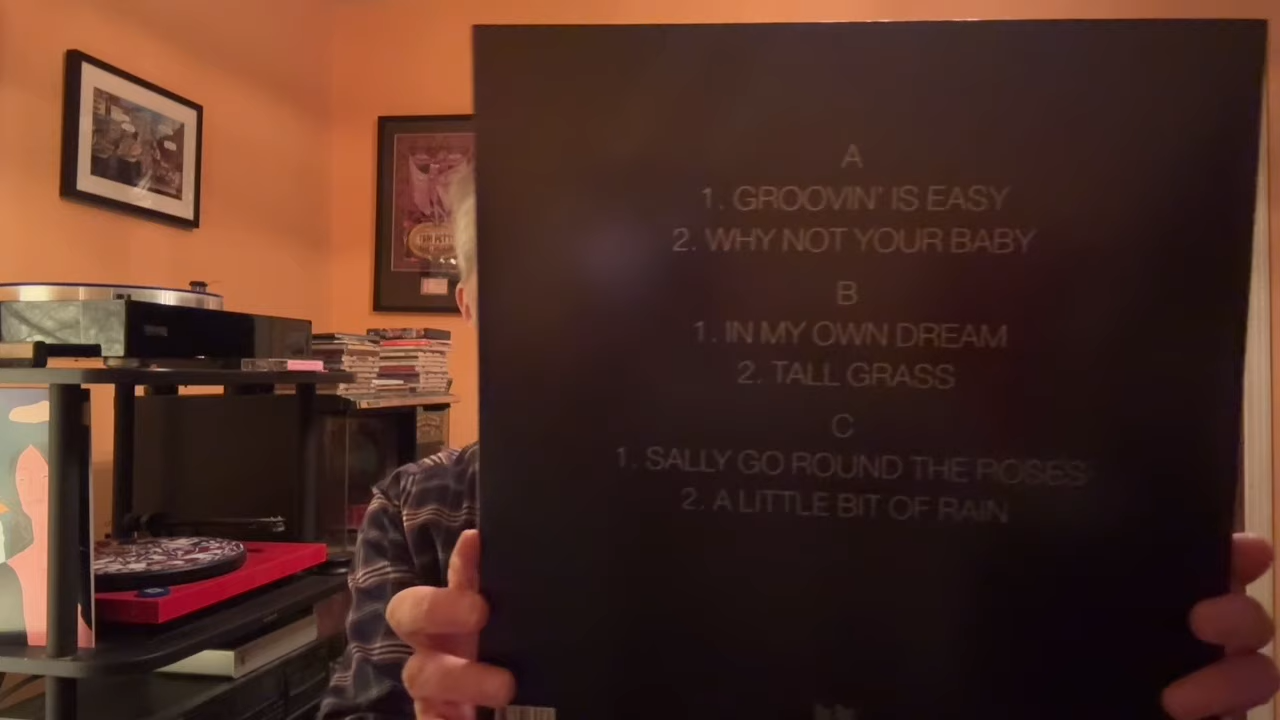 A
1. GROOVIN' IS EASY
2. WHY NOT YOUR BABY
B
1. IN MY OWN DREAM
2. TALL GRASS
C
1. SALLY GO ROUND THE ROSES
2. A LITTLE BIT OF RAIN